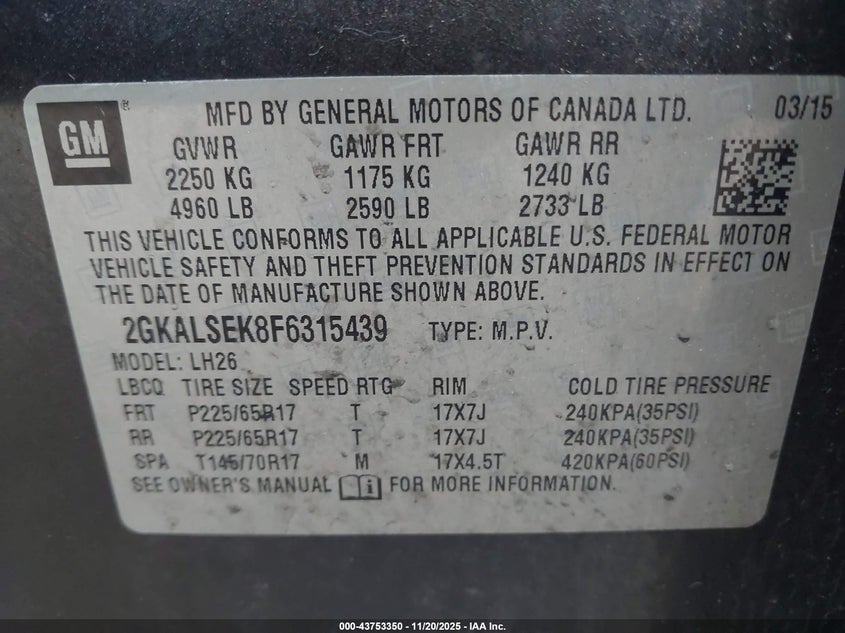 GM ® MFD BY GENERAL MOTORS OF CANADA LTD. 03/15
GVWR GAWR FRT GAWR RR
2250 KG 1175 KG 1240 KG
4960 LB 2590 LB 2733 LB
THIS VEHICLE CONFORMS TO ALL APPLICABLE U.S. FEDERAL MOTOR
VEHICLE SAFETY AND THEFT PREVENTION STANDARDS IN EFFECT ON
THE DATE OF MANUFACTURE SHOWN ABOVE.
2GKALSEK8F6315439 TYPE: M.P.V.
MODEL: LH26
LBCQ TIRE SIZE SPEED RTG RIM COLD TIRE PRESSURE
FRT P225/65R17 T 17X7J 240KPA(35PSI)
RR P225/65R17 T 17X7J 240KPA(35PSI)
SPA T145/70R17 M 17X4.5T 420KPA(60PSI)
SEE OWNER'S MANUAL FOR MORE INFORMATION.
000-43753350 - 11/20/2025 - IAA Inc.